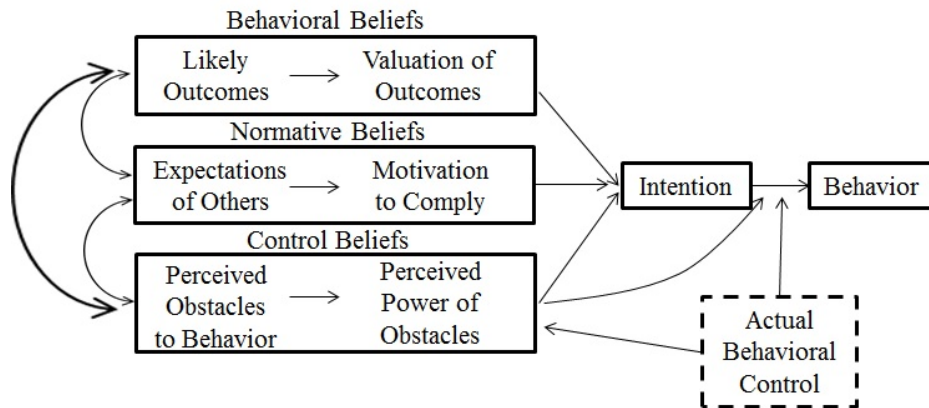 Behavioral Beliefs
Likely
Outcomes
Valuation of
Outcomes
Normative Beliefs
Expectations
of Others
Motivation
to Comply
Control Beliefs
Perceived
Obstacles
to Behavior
Perceived
Power of
Obstacles
Intention
Behavior
Actual
Behavioral
Control